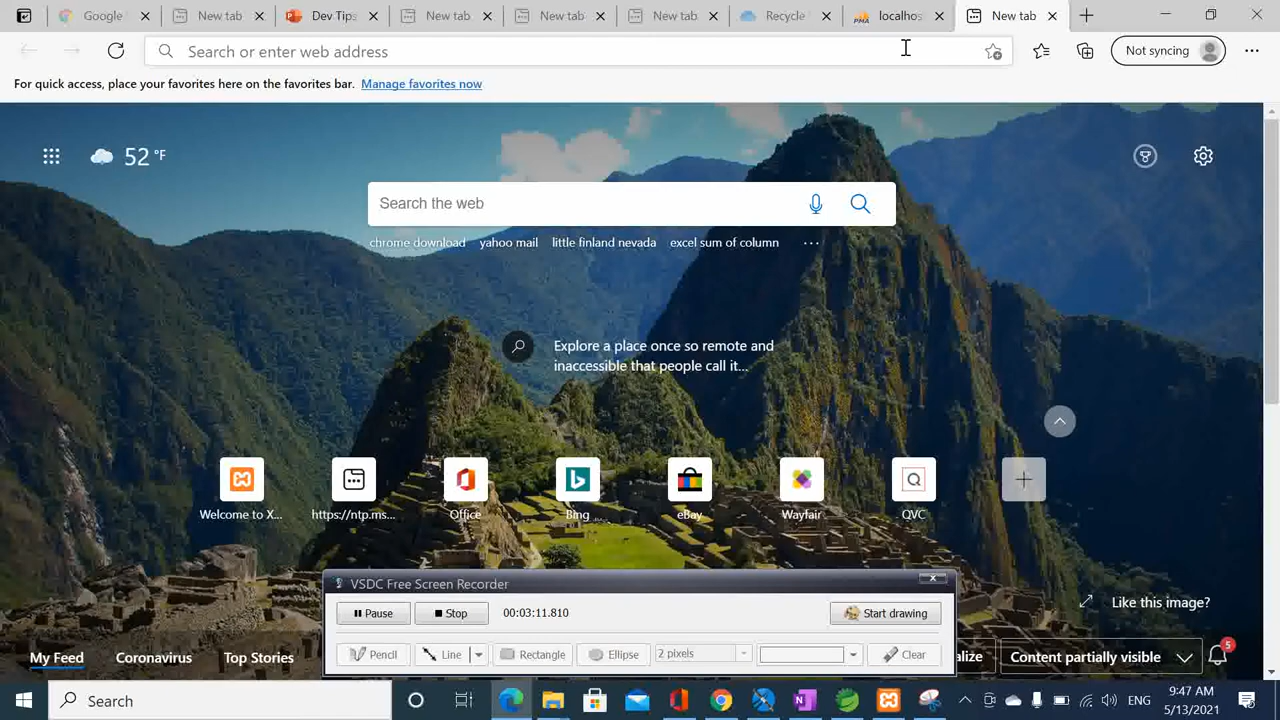 Google
New tab
Dev Tips
New tab
New tab
New tab
Recycle
localhos
New tab
Search or enter web address
Not syncing
For quick access, place your favorites here on the favorites bar. Manage favorites now
52 °F
Search the web
chrome download yahoo mail little finland nevada excel sum of column ...
Explore a place once so remote and
inaccessible that people call it...
Welcome to X...
https://ntp.ms...
Office
Bing
eBay
Wayfair
QVC
VSDC Free Screen Recorder
Pause
Stop
00:03:11.810
Start drawing
Like this image?
Pencil
Line
Rectangle
Ellipse
2 pixels
Clear
My Feed
Coronavirus
Top Stories
alize
Content partially visible
5
Search
ENG
9:47 AM
5/13/2021